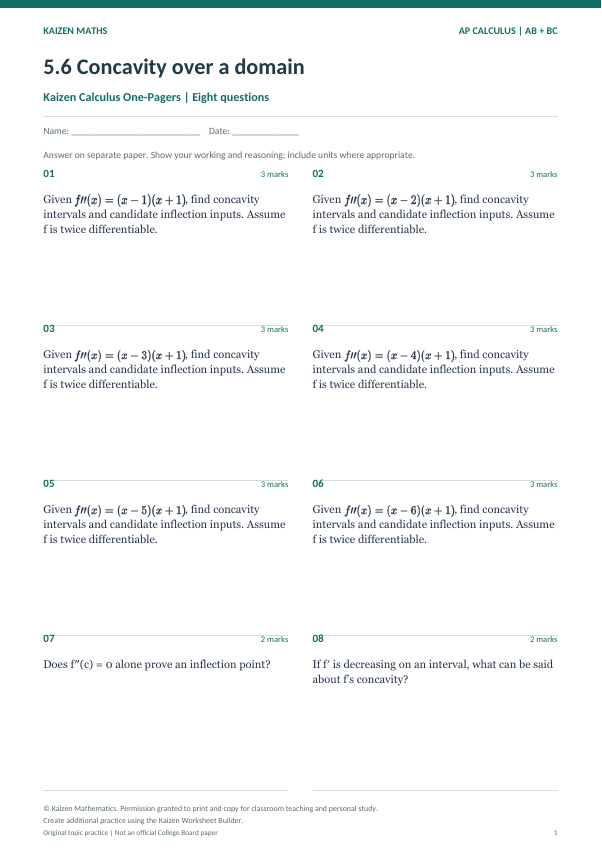 KAIZEN MATHS
AP CALCULUS | AB + BC
5.6 Concavity over a domain
Kaizen Calculus One-Pagers | Eight questions
Name: ____________________________ Date: ______________
Answer on separate paper. Show your working and reasoning; include units where appropriate.
01 3 marks
Given f″(x) = (x − 1)(x + 1), find concavity
intervals and candidate inflection inputs. Assume
f is twice differentiable.
02 3 marks
Given f″(x) = (x − 2)(x + 1), find concavity
intervals and candidate inflection inputs. Assume
f is twice differentiable.
03 3 marks
Given f″(x) = (x − 3)(x + 1), find concavity
intervals and candidate inflection inputs. Assume
f is twice differentiable.
04 3 marks
Given f″(x) = (x − 4)(x + 1), find concavity
intervals and candidate inflection inputs. Assume
f is twice differentiable.
05 3 marks
Given f″(x) = (x − 5)(x + 1), find concavity
intervals and candidate inflection inputs. Assume
f is twice differentiable.
06 3 marks
Given f″(x) = (x − 6)(x + 1), find concavity
intervals and candidate inflection inputs. Assume
f is twice differentiable.
07 2 marks
Does f″(c) = 0 alone prove an inflection point?
08 2 marks
If f′ is decreasing on an interval, what can be said
about f's concavity?
© Kaizen Mathematics. Permission granted to print and copy for classroom teaching and personal study.
Create additional practice using the Kaizen Worksheet Builder.
Original topic practice | Not an official College Board paper
1